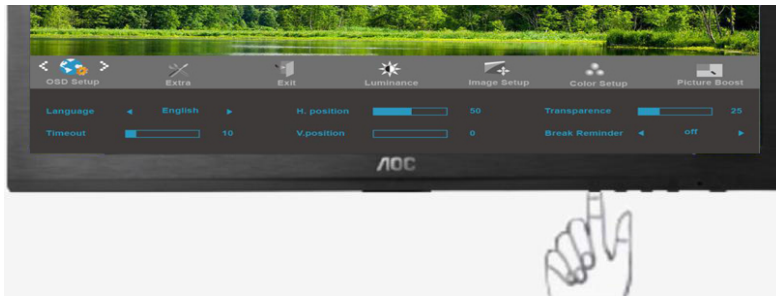 < >
OSD Setup Extra Exit Luminance Image Setup Color Setup Picture Boost
Language ◄ English ► H. position 50 Transparence 25
Timeout 10 V.position 0 Break Reminder ◄ off ►
AOC